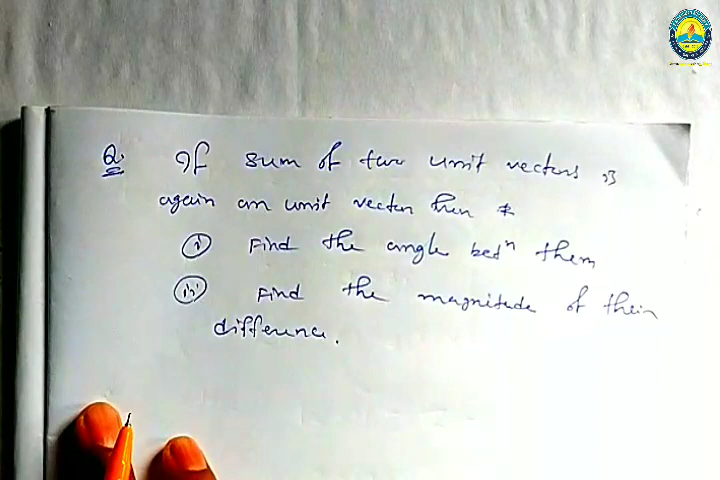 Q. If sum of two unit vectors is
again an unit vector then *
(i) Find the angle betⁿ them
(ii) Find the magnitude of their
difference.